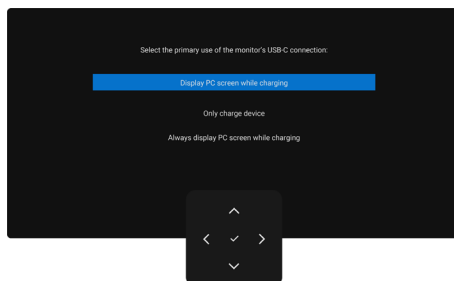 Select the primary use of the monitor's USB-C connection:
Display PC screen while charging
Only charge device
Always display PC screen while charging